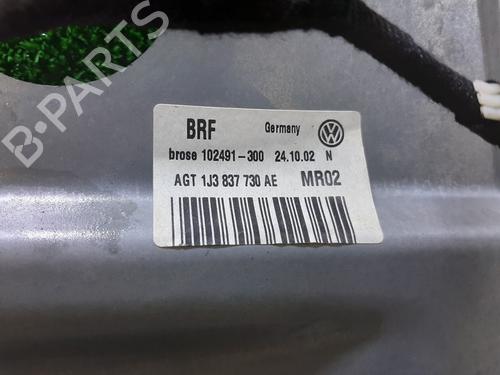 B-PARTS
BRF Germany
brose 102491-300 24.10.02 N
AGT 1J3 837 730 AE MR02